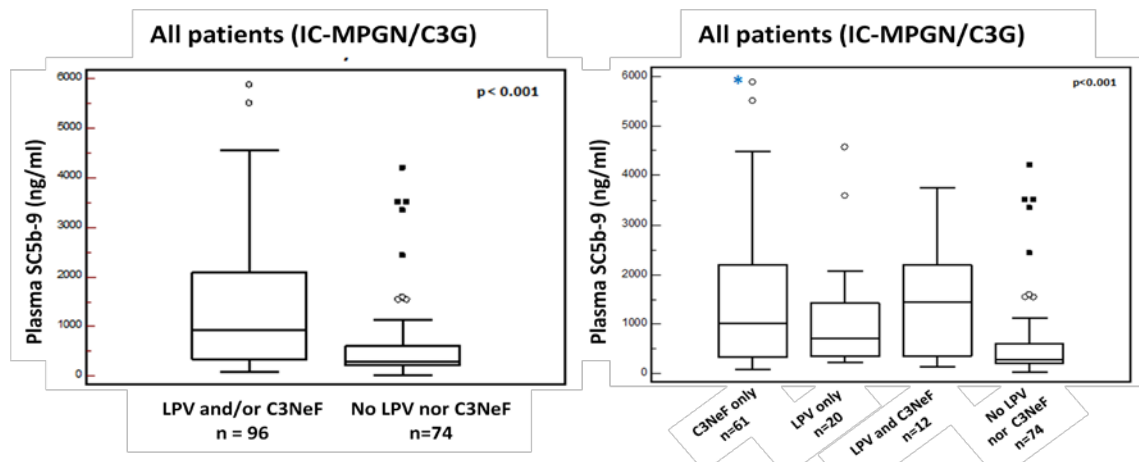 All patients (IC-MPGN/C3G)
Plasma SC5b-9 (ng/ml)
6000
5000
4000
3000
2000
1000
0
p< 0.001
LPV and/or C3NeF
n = 96
No LPV nor C3NeF
n=74
All patients (IC-MPGN/C3G)
Plasma SC5b-9 (ng/ml)
6000
5000
4000
3000
2000
1000
0
*
p<0.001
C3NeF only
n=61
LPV only
n=20
LPV and C3NeF
n=12
No LPV
nor C3NeF
n=74